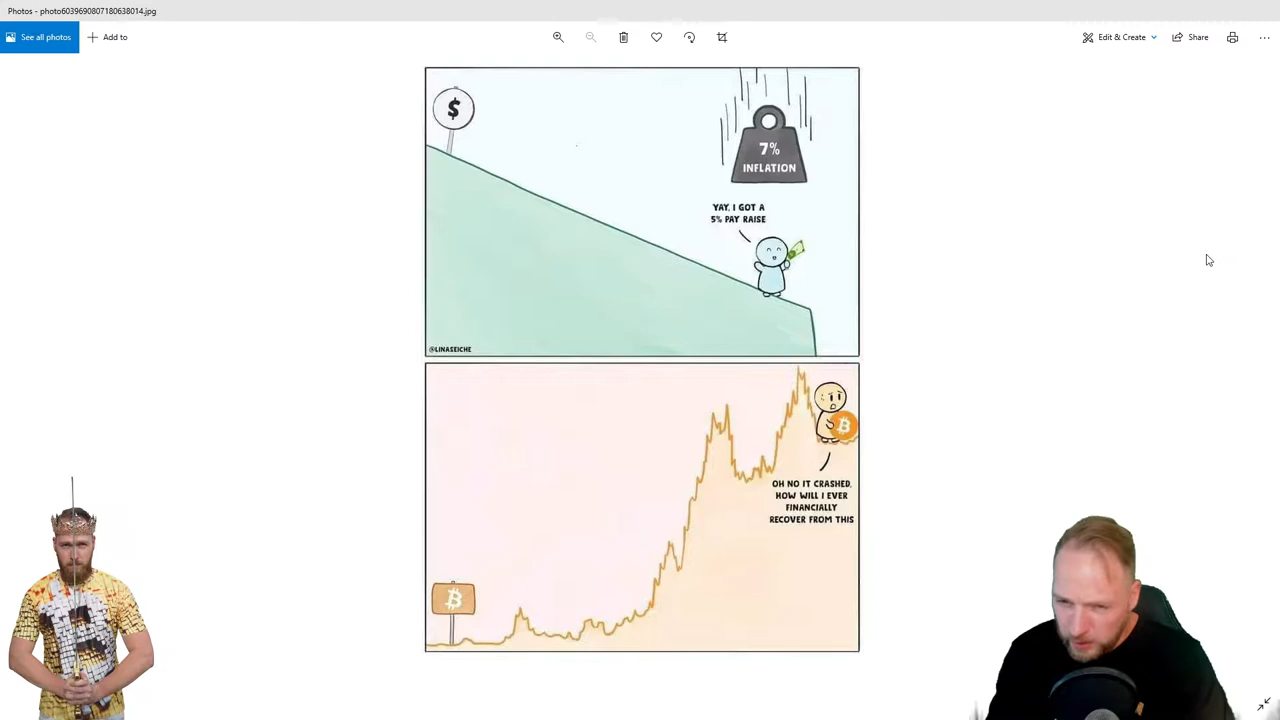 Photos - photo6039690807180638014.jpg
See all photos
Add to
Edit & Create
Share
$
7%
INFLATION
YAY, I GOT A
5% PAY RAISE
@LINASEICHE
OH NO IT CRASHED.
HOW WILL I EVER
FINANCIALLY
RECOVER FROM THIS